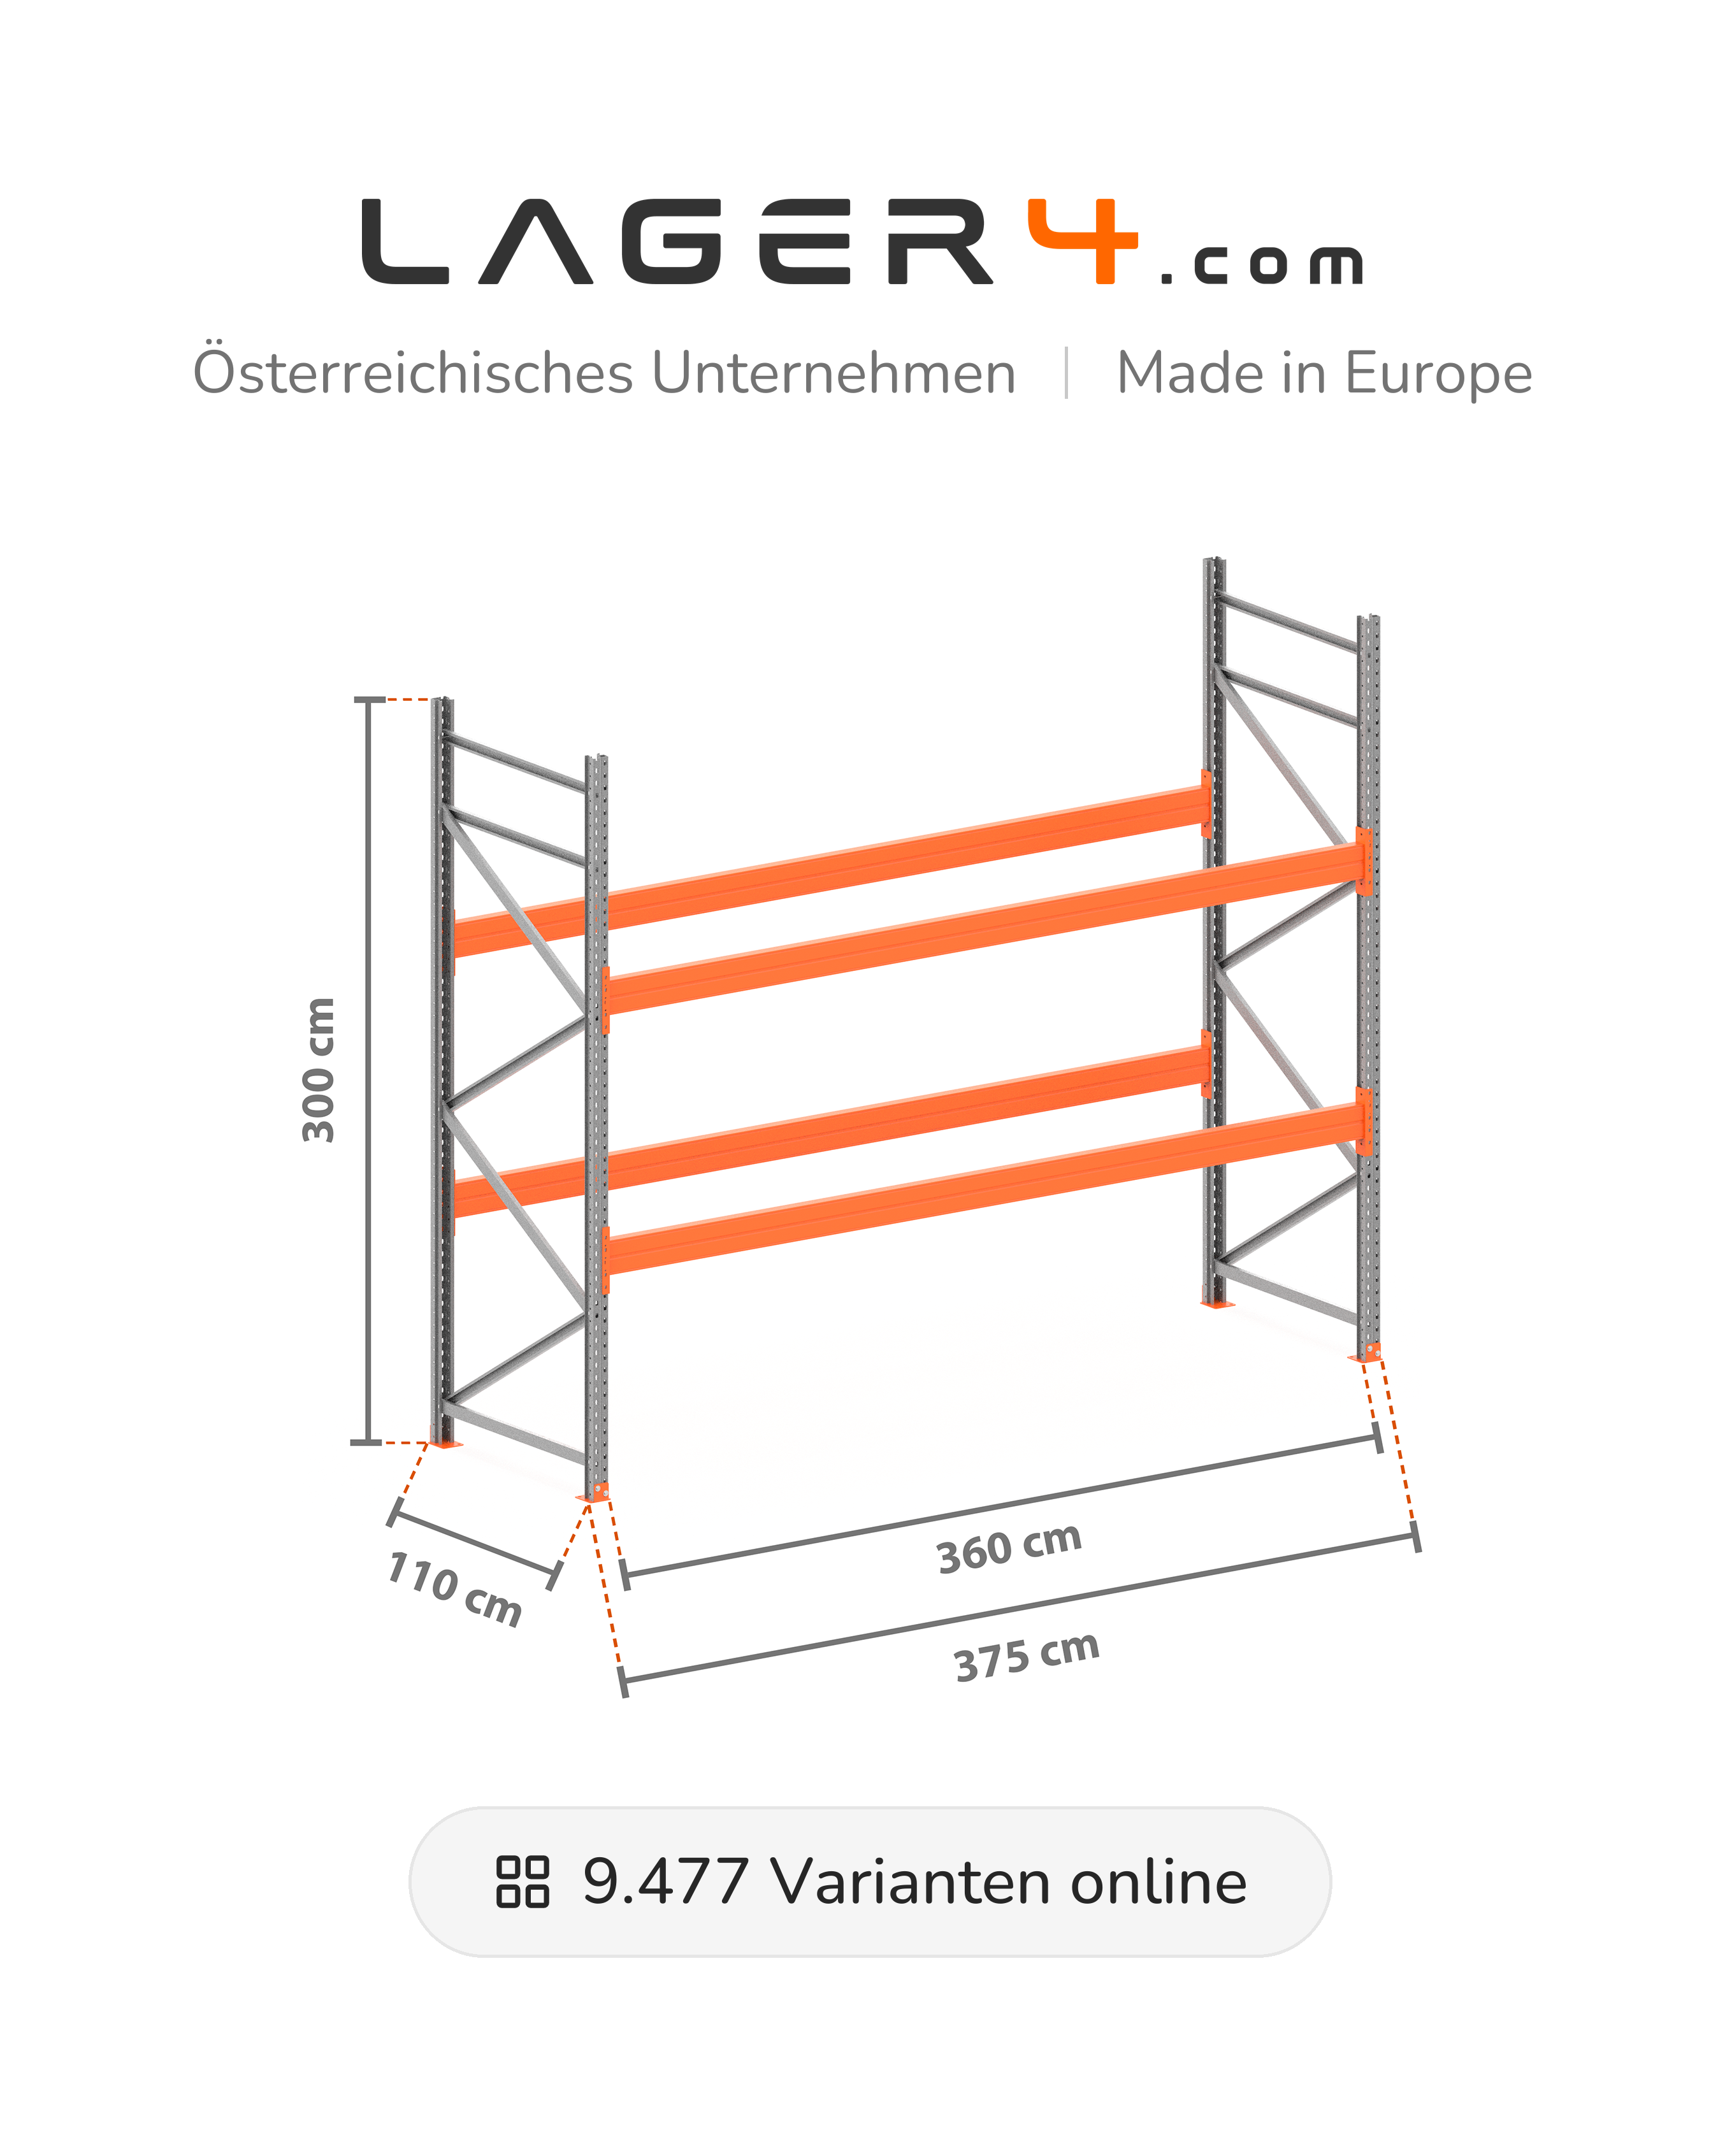 LAGER4.com
Österreichisches Unternehmen | Made in Europe
300 cm
110 cm
360 cm
375 cm
9.477 Varianten online